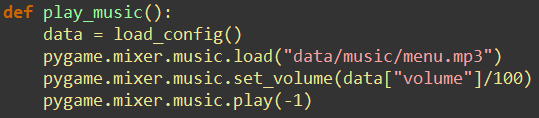 def play_music():
    data = load_config()
    pygame.mixer.music.load("data/music/menu.mp3")
    pygame.mixer.music.set_volume(data["volume"]/100)
    pygame.mixer.music.play(-1)